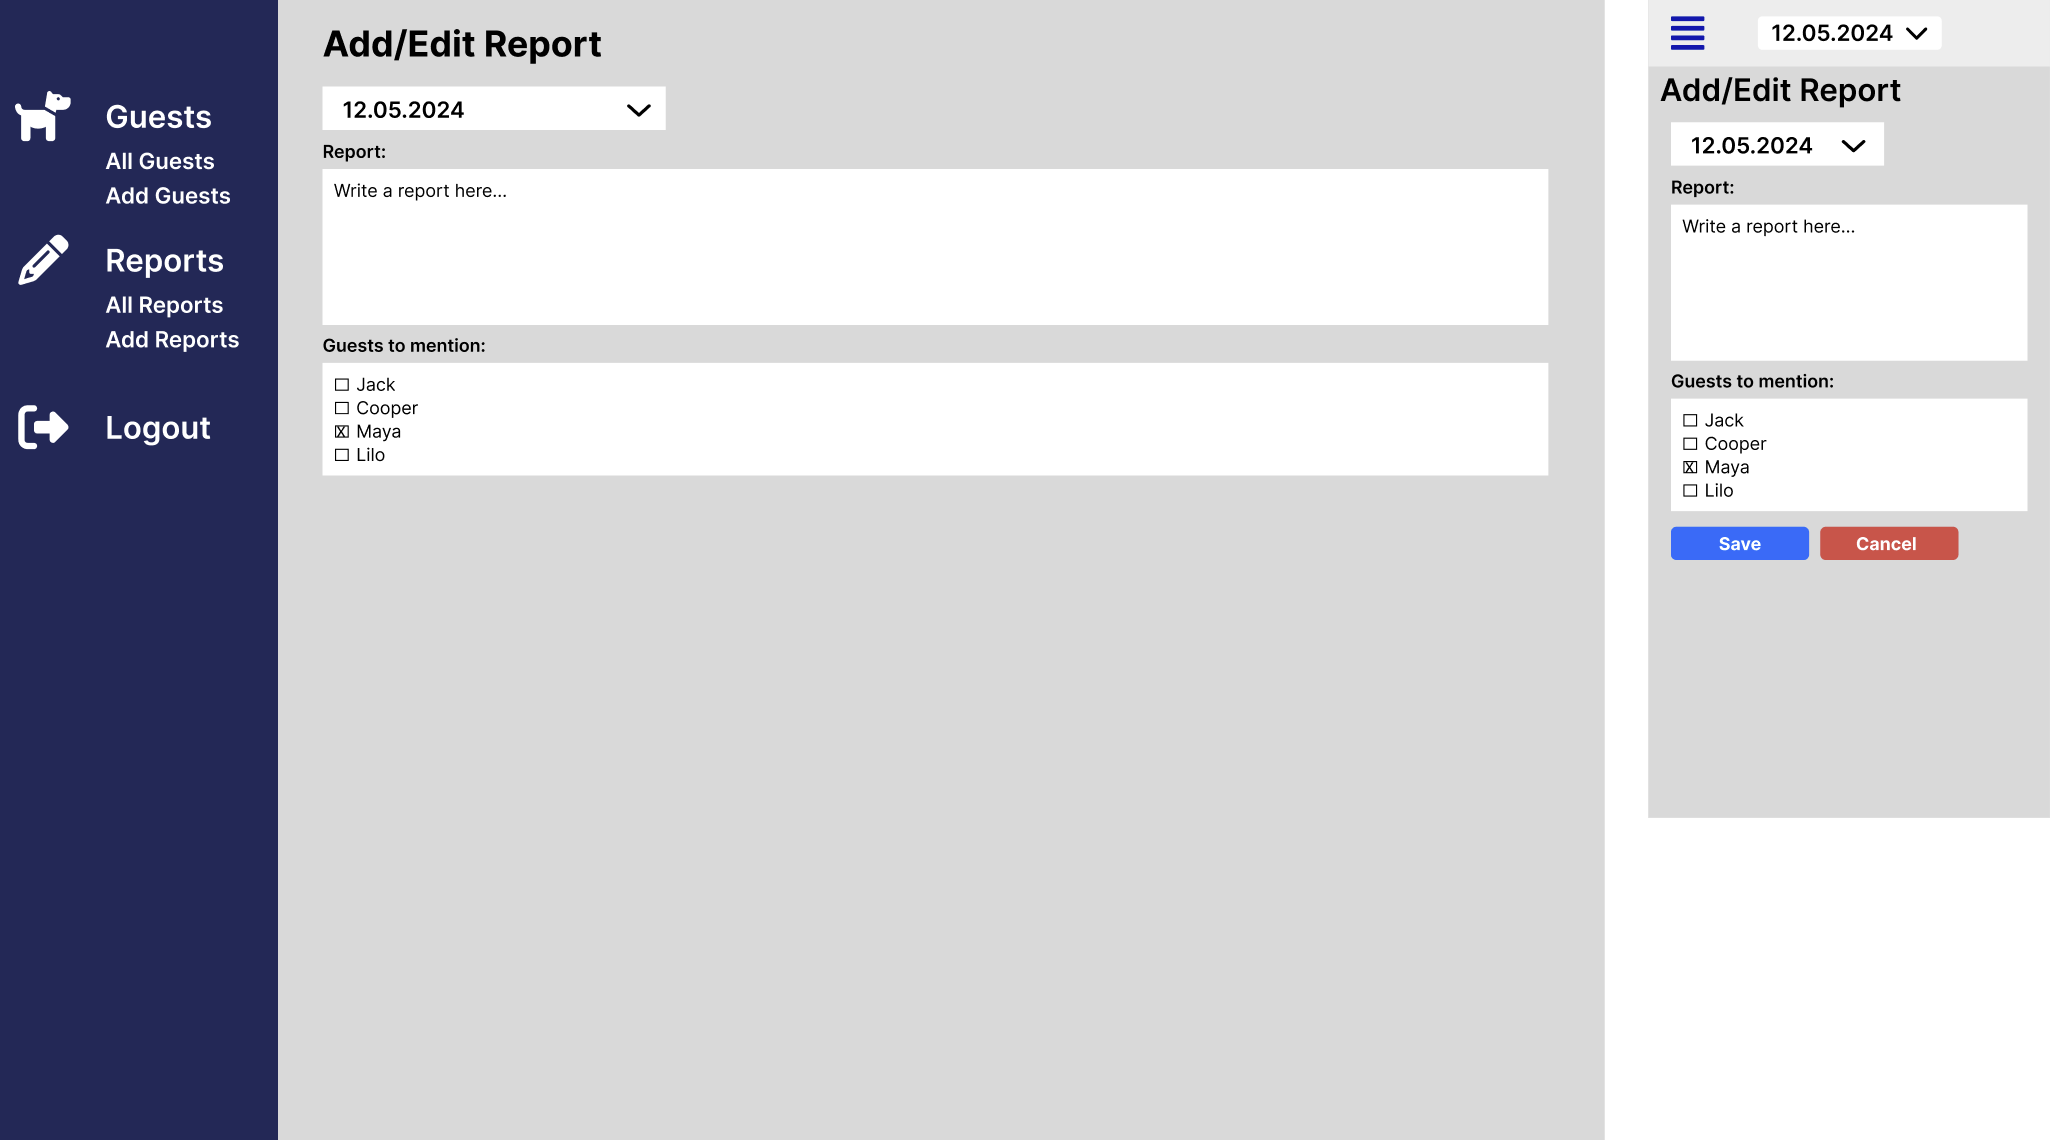 Guests
All Guests
Add Guests
Reports
All Reports
Add Reports
Logout
Add/Edit Report
12.05.2024
Report:
Write a report here...
Guests to mention:
Jack
Cooper
Maya
Lilo
12.05.2024
Add/Edit Report
12.05.2024
Report:
Write a report here...
Guests to mention:
Jack
Cooper
Maya
Lilo
Save Cancel